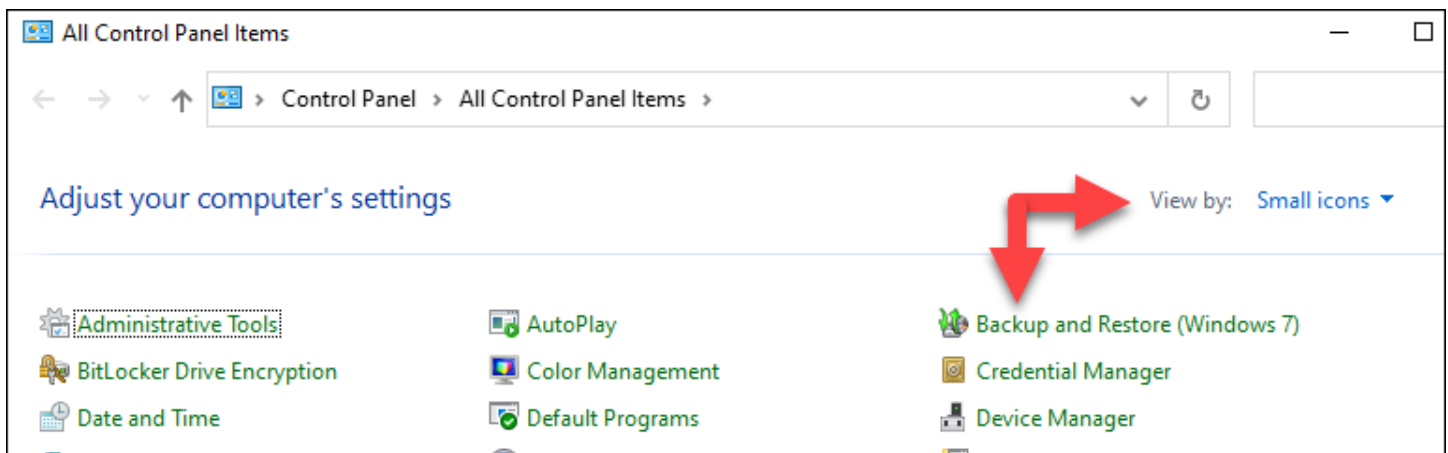 All Control Panel Items
Control Panel > All Control Panel Items >
Adjust your computer's settings
View by: Small icons
Administrative Tools
AutoPlay
Backup and Restore (Windows 7)
BitLocker Drive Encryption
Color Management
Credential Manager
Date and Time
Default Programs
Device Manager